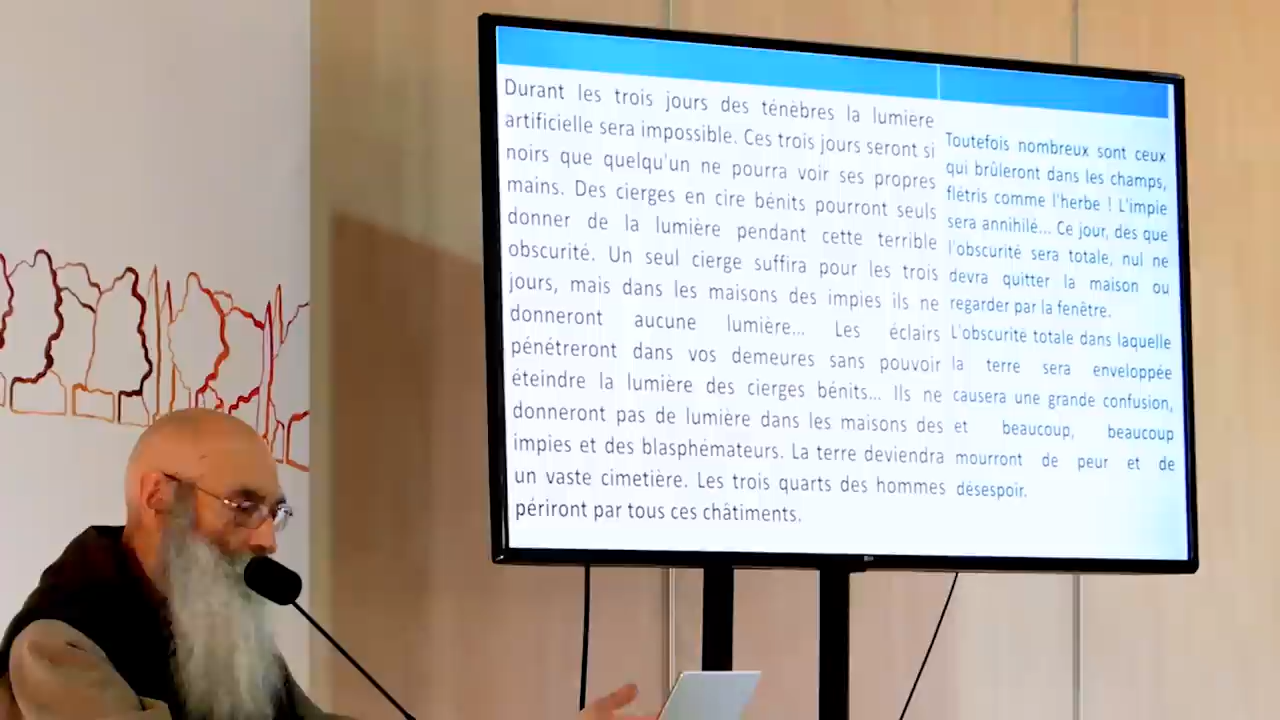 Durant les trois jours des ténèbres la lumière
artificielle sera impossible. Ces trois jours seront si
noirs que quelqu'un ne pourra voir ses propres
mains. Des cierges en cire bénits pourront seuls
donner de la lumière pendant cette terrible
obscurité. Un seul cierge suffira pour les trois
jours, mais dans les maisons des impies ils ne
donneront aucune lumière... Les éclairs
pénétreront dans vos demeures sans pouvoir
éteindre la lumière des cierges bénits... Ils ne
donneront pas de lumière dans les maisons des
impies et des blasphémateurs. La terre deviendra
un vaste cimetière. Les trois quarts des hommes
périront par tous ces châtiments.
Toutefois nombreux sont ceux
qui brûleront dans les champs,
flétris comme l'herbe ! L'impie
sera annihilé... Ce jour, des que
l'obscurité sera totale, nul ne
devra quitter la maison ou
regarder par la fenêtre.
L'obscurité totale dans laquelle
la terre sera enveloppée
causera une grande confusion,
et beaucoup, beaucoup
mourront de peur et de
désespoir.